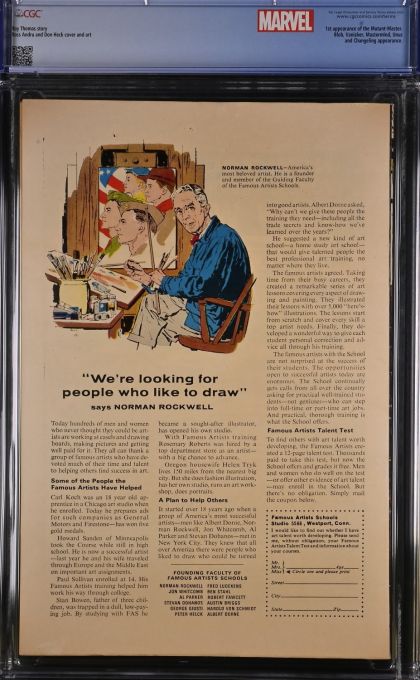 CGC
MARVEL
www.cgccomics.com
Roy Thomas story
Ross Andru and Don Heck cover and art
1st appearance of the Mutant-Master.
Blob, Vanisher, Mastermind, Unus
and Changeling appearance.
NORMAN ROCKWELL—America's
most beloved artist. He is a founder
and member of the Guiding Faculty
of the Famous Artists Schools.
"We're looking for
people who like to draw"
says NORMAN ROCKWELL
Today hundreds of men and women
who never thought they could be art-
ists are working at easels and drawing
boards, making pictures and getting
well paid for it. They all can thank a
group of famous artists who have de-
voted much of their time and talent
to helping others find success in art.
Some of the People the
Famous Artists Have Helped
Carl Koch was an 18 year old ap-
prentice in a Chicago art studio when
he enrolled. Today he prepares ads
for such companies as General
Motors and Firestone—has won five
gold medals.
Howard Sanden of Minneapolis
took the Course while still in high
school. He is now a successful artist
—last year he and his wife traveled
through Europe and the Middle East
on important art assignments.
Paul Sullivan enrolled at 14. His
Famous Artists training helped him
work his way through college.
Stan Bowen, father of three chil-
dren, was trapped in a dull, low-pay-
ing job. By studying with FAS he
became a sought-after illustrator,
has opened his own studio.
With Famous Artists training
Rosemary Roberts was hired by a
top department store as an artist—
with a big chance to advance.
Oregon housewife Helen Tryk
lives 150 miles from the nearest big
city. But she does fashion illustration,
has her own studio, runs an art work-
shop, does portraits.
A Plan to Help Others
It started over 18 years ago when a
group of America's most successful
artists—men like Albert Dorne, Nor-
man Rockwell, Jon Whitcomb, Al
Parker and Stevan Dohanos—met in
New York City. They knew that all
over America there were people who
liked to draw who could be turned
FOUNDING FACULTY OF
FAMOUS ARTISTS SCHOOLS
NORMAN ROCKWELL FRED LUDEKENS
JON WHITCOMB BEN STAHL
AL PARKER ROBERT FAWCETT
STEVAN DOHANOS AUSTIN BRIGGS
GEORGE GIUSTI HAROLD VON SCHMIDT
PETER HELCK ALBERT DORNE
into good artists. Albert Dorne asked,
"Why can't we give these people the
training they need—including all the
trade secrets and know-how we've
learned over the years?"
He suggested a new kind of art
school—a home study art school—
that would give talented people the
best professional art training, no
matter where they live.
The famous artists agreed. Taking
time from their busy careers, they
created a remarkable series of art
lessons covering every aspect of draw-
ing and painting. They illustrated
their lessons with over 5,000 "here's-
how" illustrations. The lessons start
from scratch and cover every skill a
top artist needs. Finally, they de-
veloped a wonderful way to give each
student personal correction and ad-
vice all through his training.
The famous artists with the School
are not surprised at the success of
their students. The opportunities
open to successful artists today are
enormous. The School continually
gets calls from all over the country
asking for practical well-trained stu-
dents—not geniuses—who can step
into full-time or part-time art jobs.
And practical, thorough training is
what the School offers.
Famous Artists Talent Test
To find others with art talent worth
developing, the Famous Artists cre-
ated a 12-page talent test. Thousands
paid to take this test, but now the
School offers and grades it free. Men
and women who do well on the test
—or offer other evidence of art talent
—may enroll in the School. But
there's no obligation. Simply mail
the coupon below.
Famous Artists Schools
Studio 5568, Westport, Conn.
I would like to find out whether I have
art talent worth developing. Please send
me, without obligation, your Famous
Artists Talent Test and information about
your courses.
Mr.
Mrs. Age
Miss Circle one and please print
Street
City
State Zip